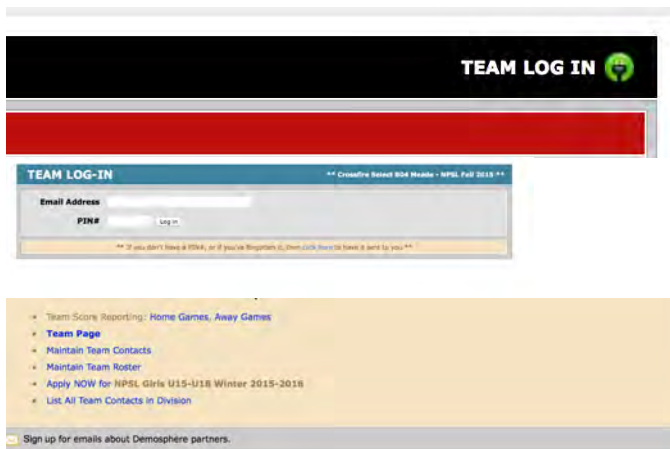 TEAM LOG IN
TEAM LOG-IN
** Crossfire Select B04 Meade - NPSL Fall 2015 **
Email Address
PIN#
Log in
** If you don't have a PIN#, or if you've forgotten it, then click here to have it sent to you **
Team Score Reporting: Home Games, Away Games
Team Page
Maintain Team Contacts
Maintain Team Roster
Apply NOW for NPSL Girls U15-U18 Winter 2015-2016
List All Team Contacts in Division
Sign up for emails about Demosphere partners.